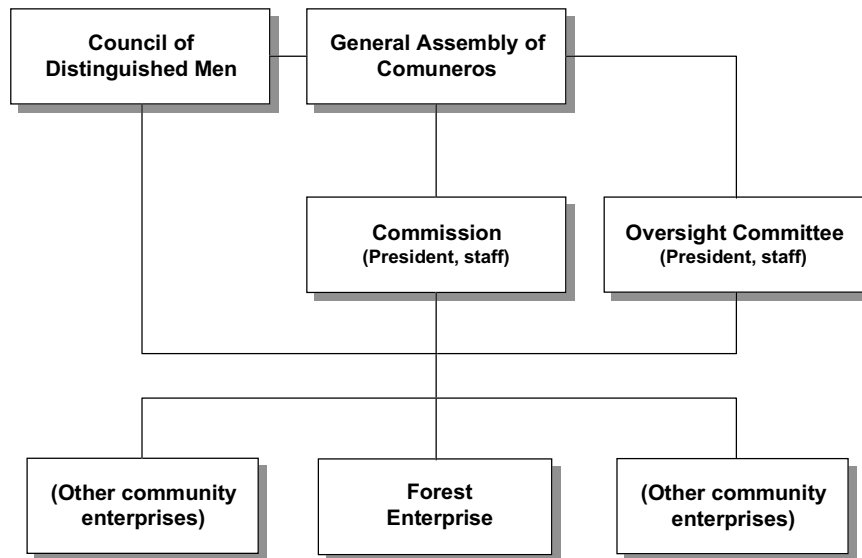 Council of
Distinguished Men
General Assembly of
Comuneros
Commission
(President, staff)
Oversight Committee
(President, staff)
(Other community
enterprises)
Forest
Enterprise
(Other community
enterprises)